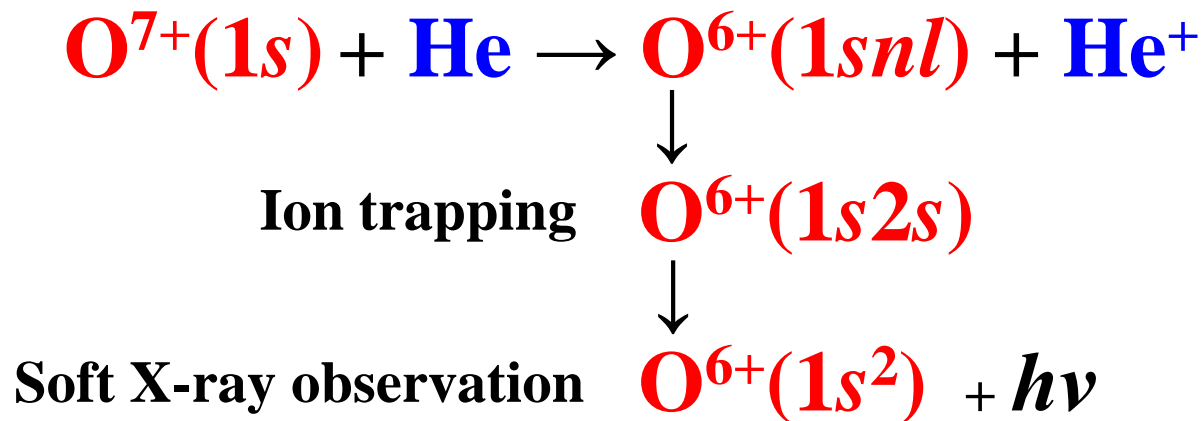 O⁷⁺(1s) + He → O⁶⁺(1snl) + He⁺
↓
Ion trapping O⁶⁺(1s2s)
↓
Soft X-ray observation O⁶⁺(1s²) + hν